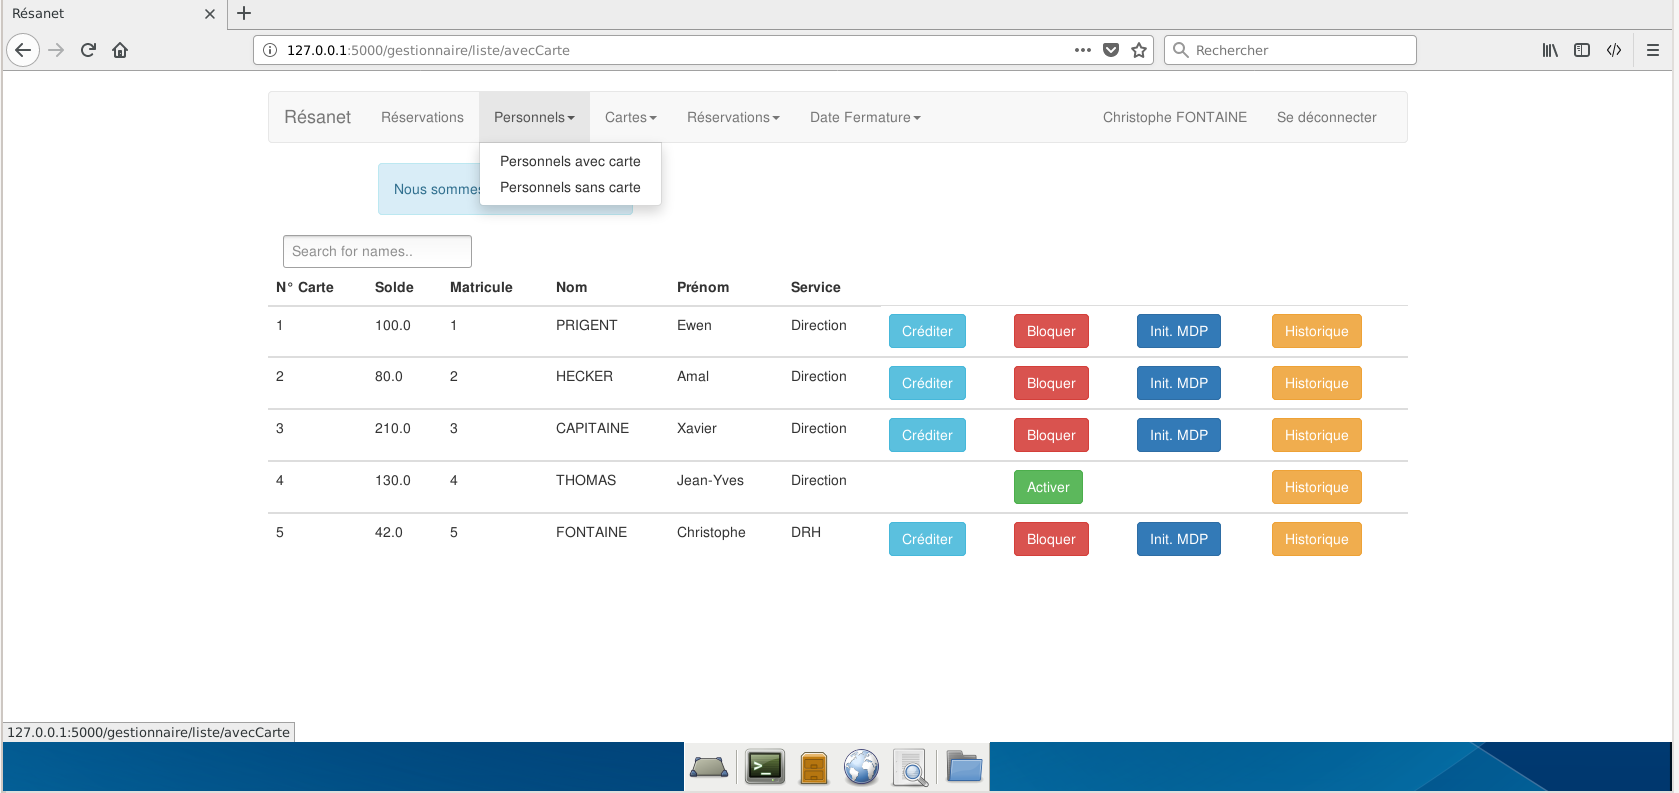 Résanet
127.0.0.1:5000/gestionnaire/liste/avecCarte
Rechercher
Résanet Réservations Personnels Cartes Réservations Date Fermature Christophe FONTAINE Se déconnecter
Personnels avec carte
Personnels sans carte
Nous sommes
Search for names..
N° Carte Solde Matricule Nom Prénom Service
1 100.0 1 PRIGENT Ewen Direction Créditer Bloquer Init. MDP Historique
2 80.0 2 HECKER Amal Direction Créditer Bloquer Init. MDP Historique
3 210.0 3 CAPITAINE Xavier Direction Créditer Bloquer Init. MDP Historique
4 130.0 4 THOMAS Jean-Yves Direction Activer Historique
5 42.0 5 FONTAINE Christophe DRH Créditer Bloquer Init. MDP Historique
127.0.0.1:5000/gestionnaire/liste/avecCarte